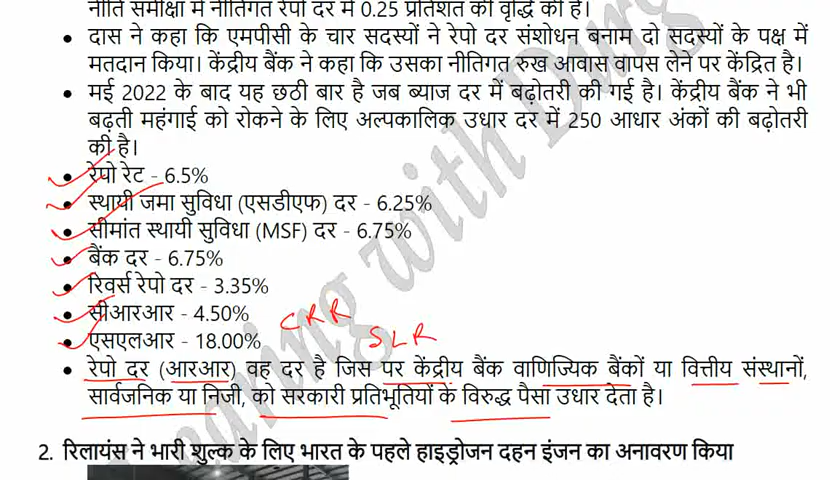 नीति समीक्षा में नीतिगत रेपो दर में 0.25 प्रतिशत की वृद्धि की है।
• दास ने कहा कि एमपीसी के चार सदस्यों ने रेपो दर संशोधन बनाम दो सदस्यों के पक्ष में
मतदान किया। केंद्रीय बैंक ने कहा कि उसका नीतिगत रुख आवास वापस लेने पर केंद्रित है।
• मई 2022 के बाद यह छठी बार है जब ब्याज दर में बढ़ोतरी की गई है। केंद्रीय बैंक ने भी
बढ़ती महंगाई को रोकने के लिए अल्पकालिक उधार दर में 250 आधार अंकों की बढ़ोतरी
की है।
• रेपो रेट - 6.5%
• स्थायी जमा सुविधा (एसडीएफ) दर - 6.25%
• सीमांत स्थायी सुविधा (MSF) दर - 6.75%
• बैंक दर - 6.75%
• रिवर्स रेपो दर - 3.35%
• सीआरआर - 4.50% CRR
• एसएलआर - 18.00% SLR
• रेपो दर (आरआर) वह दर है जिस पर केंद्रीय बैंक वाणिज्यिक बैंकों या वित्तीय संस्थानों,
सार्वजनिक या निजी, को सरकारी प्रतिभूतियों के विरुद्ध पैसा उधार देता है।
2. रिलायंस ने भारी शुल्क के लिए भारत के पहले हाइड्रोजन दहन इंजन का अनावरण किया
Learning with Durg